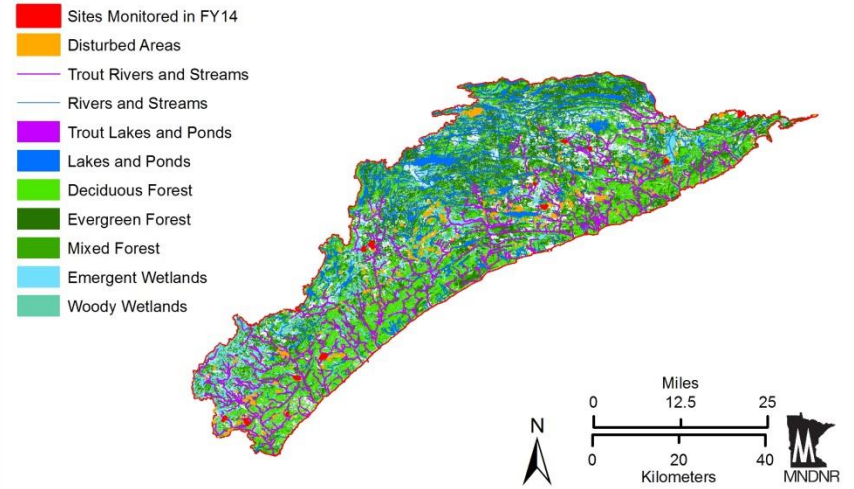 Sites Monitored in FY14
Disturbed Areas
Trout Rivers and Streams
Rivers and Streams
Trout Lakes and Ponds
Lakes and Ponds
Deciduous Forest
Evergreen Forest
Mixed Forest
Emergent Wetlands
Woody Wetlands
N
Miles
0 12.5 25
0 20 40
Kilometers
MNDNR